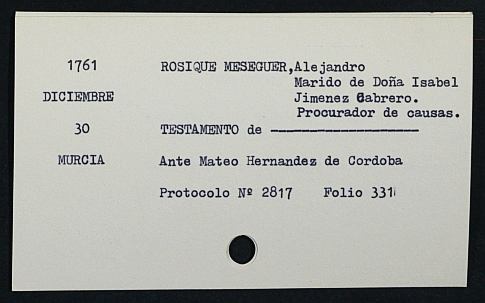 1761 ROSIQUE MESEGUER,Alejandro
Marido de Doña Isabel
DICIEMBRE Jimenez Cabrero.
Procurador de causas.
30 TESTAMENTO de --------------------
MURCIA Ante Mateo Hernandez de Cordoba
Protocolo Nº 2817 Folio 331